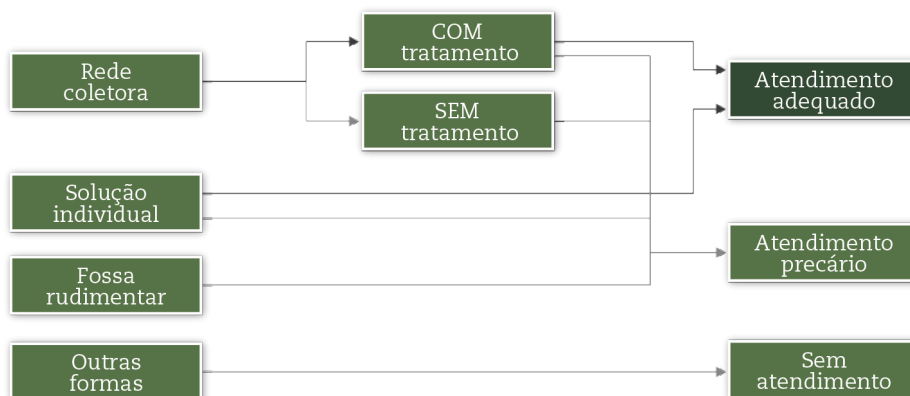 Rede
coletora
COM
tratamento
SEM
tratamento
Atendimento
adequado
Solução
individual
Fossa
rudimentar
Atendimento
precário
Outras
formas
Sem
atendimento